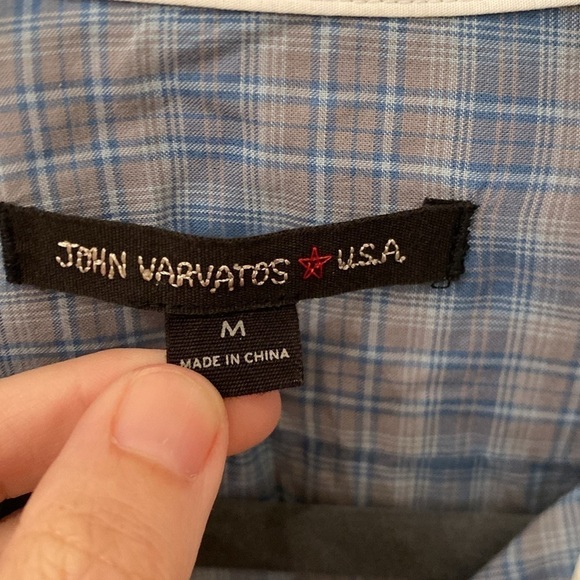 JOHN VARVATOS ★ U.S.A.
M
MADE IN CHINA